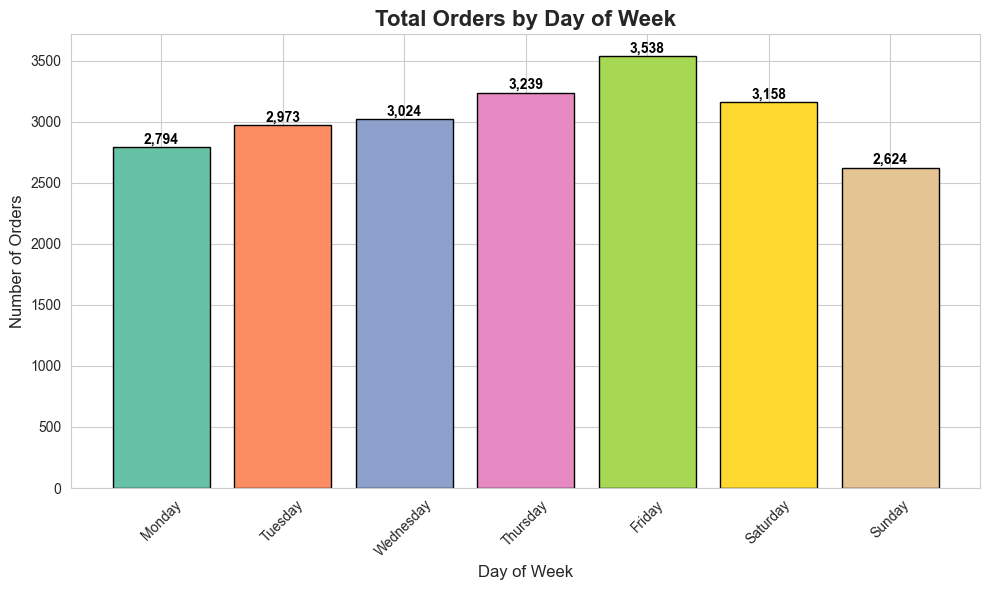 Total Orders by Day of Week
Number of Orders
3500
3000
2500
2000
1500
1000
500
0
2,794
2,973
3,024
3,239
3,538
3,158
2,624
Monday
Tuesday
Wednesday
Thursday
Friday
Saturday
Sunday
Day of Week